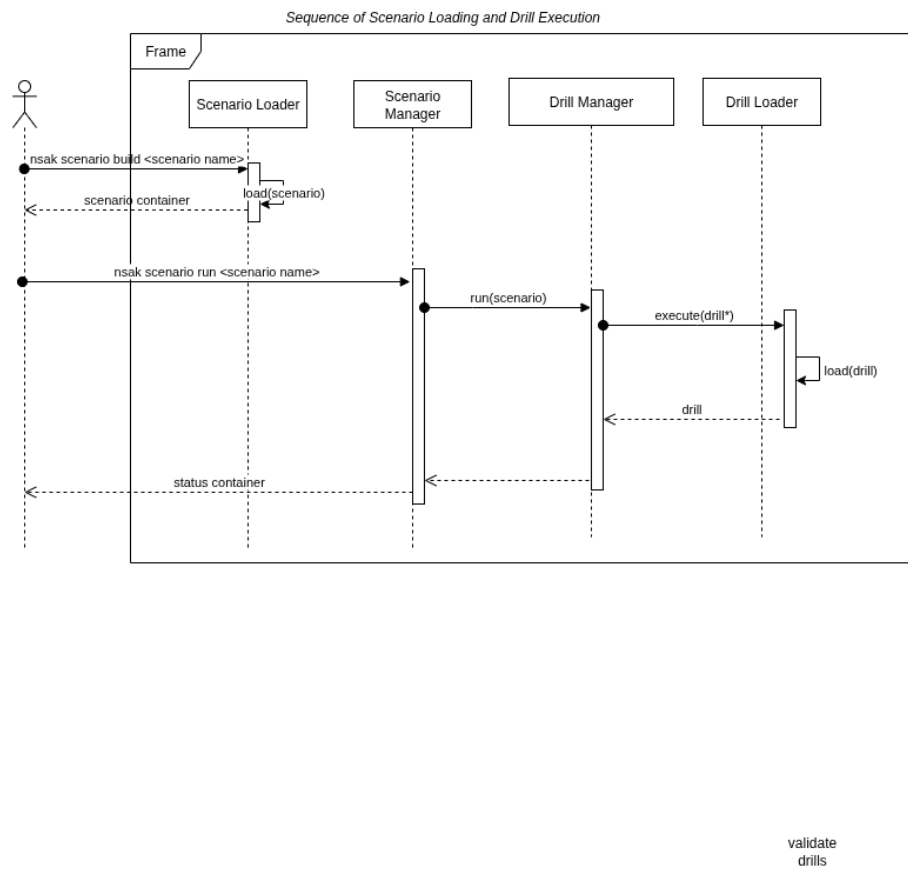 Sequence of Scenario Loading and Drill Execution
Frame
Scenario Loader
Scenario
Manager
Drill Manager
Drill Loader
nsak scenario build <scenario name>
load(scenario)
scenario container
nsak scenario run <scenario name>
run(scenario)
execute(drill*)
load(drill)
drill
status container
validate
drills